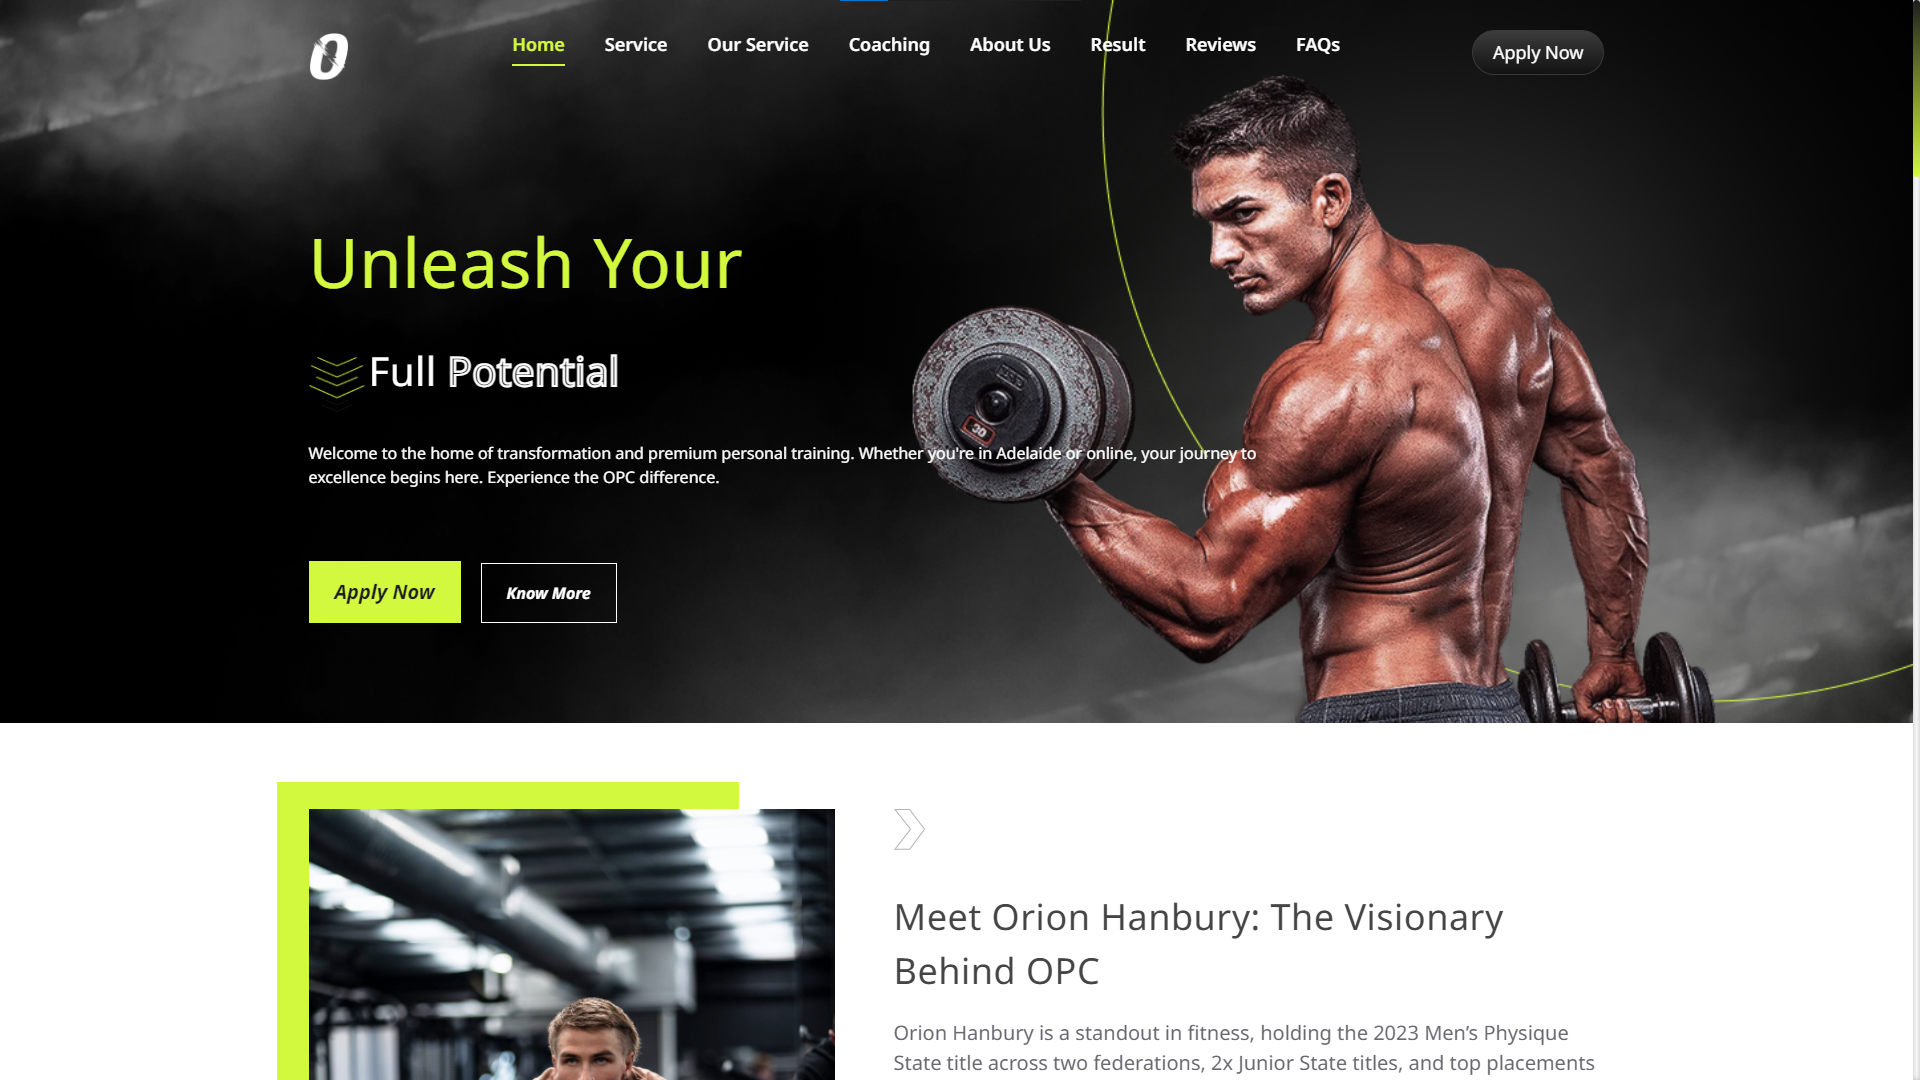 Home Service Our Service Coaching About Us Result Reviews FAQs Apply Now
Unleash Your
Full Potential
30
Welcome to the home of transformation and premium personal training. Whether you're in Adelaide or online, your journey to
excellence begins here. Experience the OPC difference.
Apply Now Know More
Meet Orion Hanbury: The Visionary
Behind OPC
Orion Hanbury is a standout in fitness, holding the 2023 Men’s Physique
State title across two federations, 2x Junior State titles, and top placements